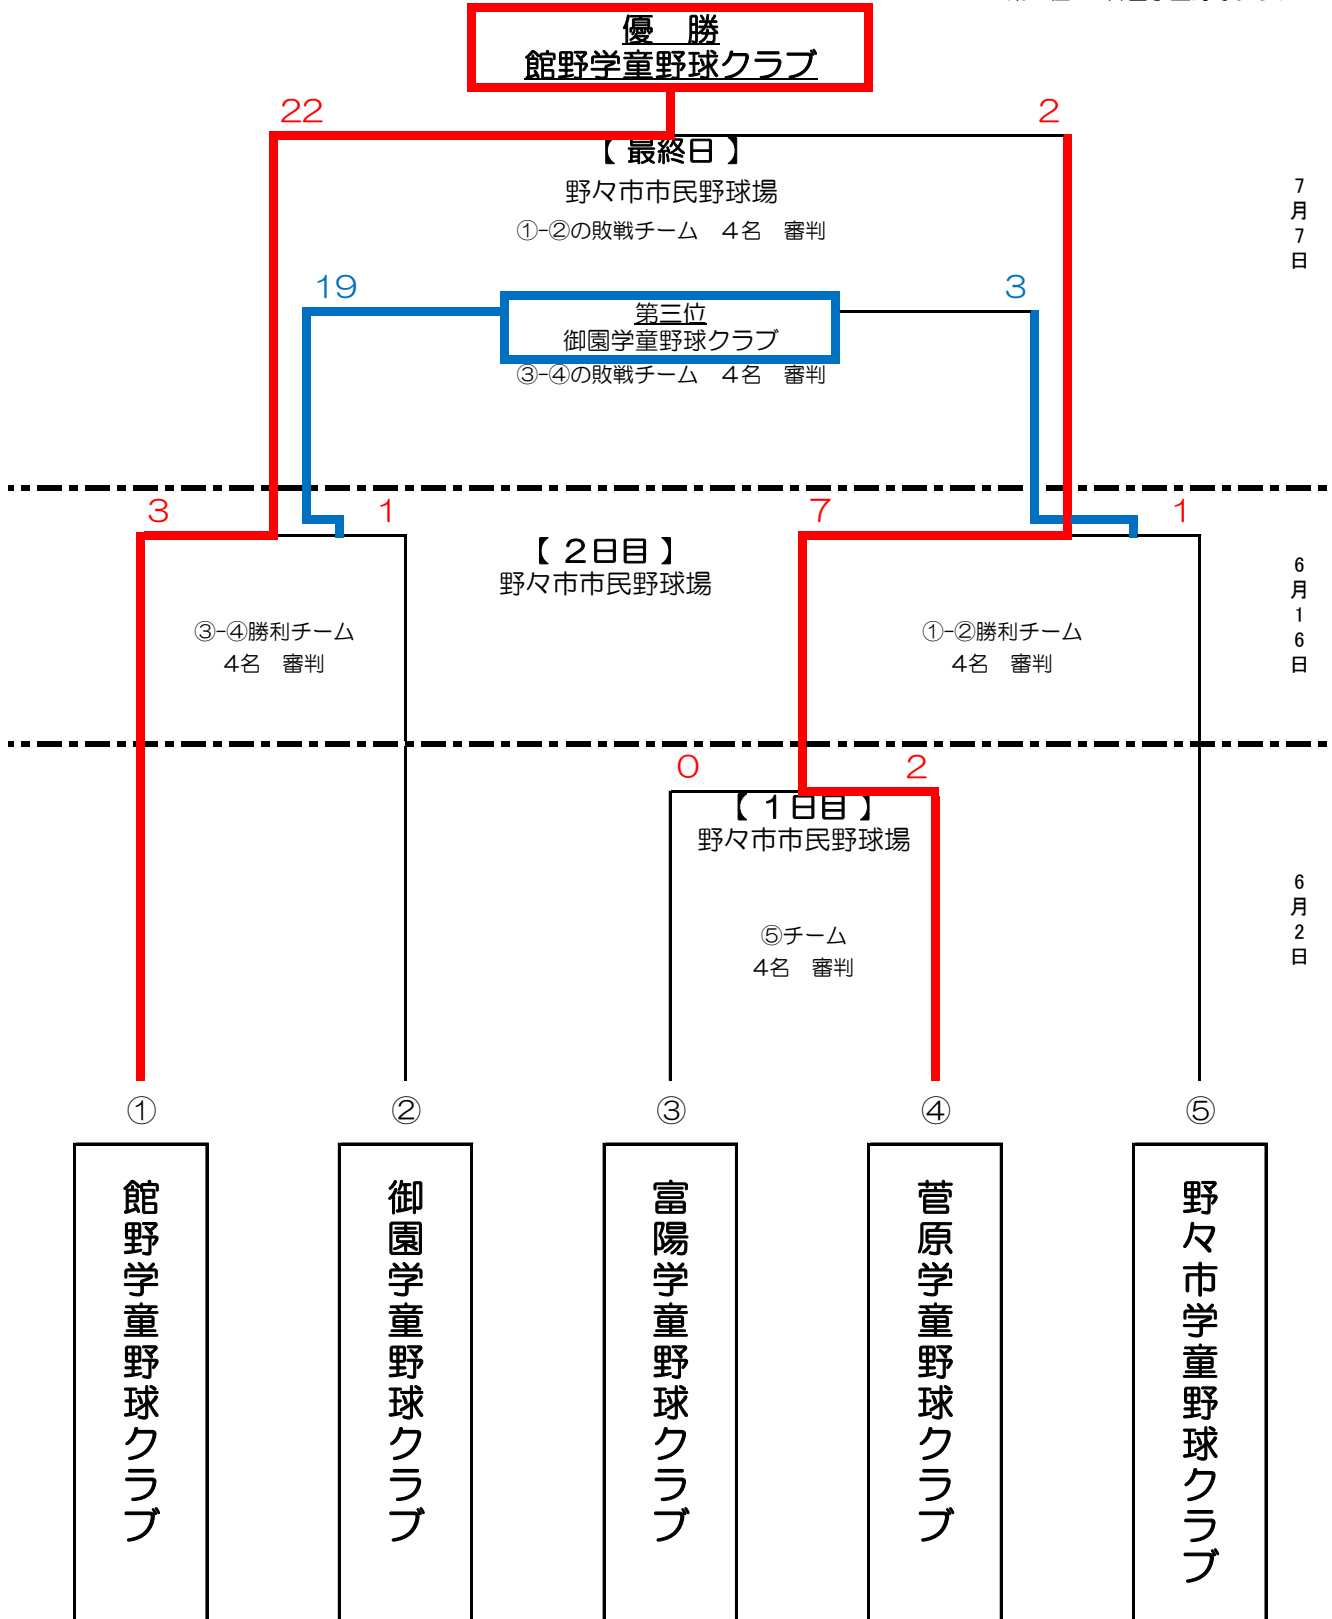 優　勝
館野学童野球クラブ
22
2
【 最終日 】
野々市市民野球場
①-②の敗戦チーム　4名　審判
7月7日
19
3
第三位
御園学童野球クラブ
③-④の敗戦チーム　4名　審判
3
1
7
1
【 2日目 】
野々市市民野球場
③-④勝利チーム
4名　審判
①-②勝利チーム
4名　審判
6月16日
0
2
【 1日目 】
野々市市民野球場
⑤チーム
4名　審判
6月2日
①
②
③
④
⑤
館野学童野球クラブ
御園学童野球クラブ
富陽学童野球クラブ
菅原学童野球クラブ
野々市学童野球クラブ